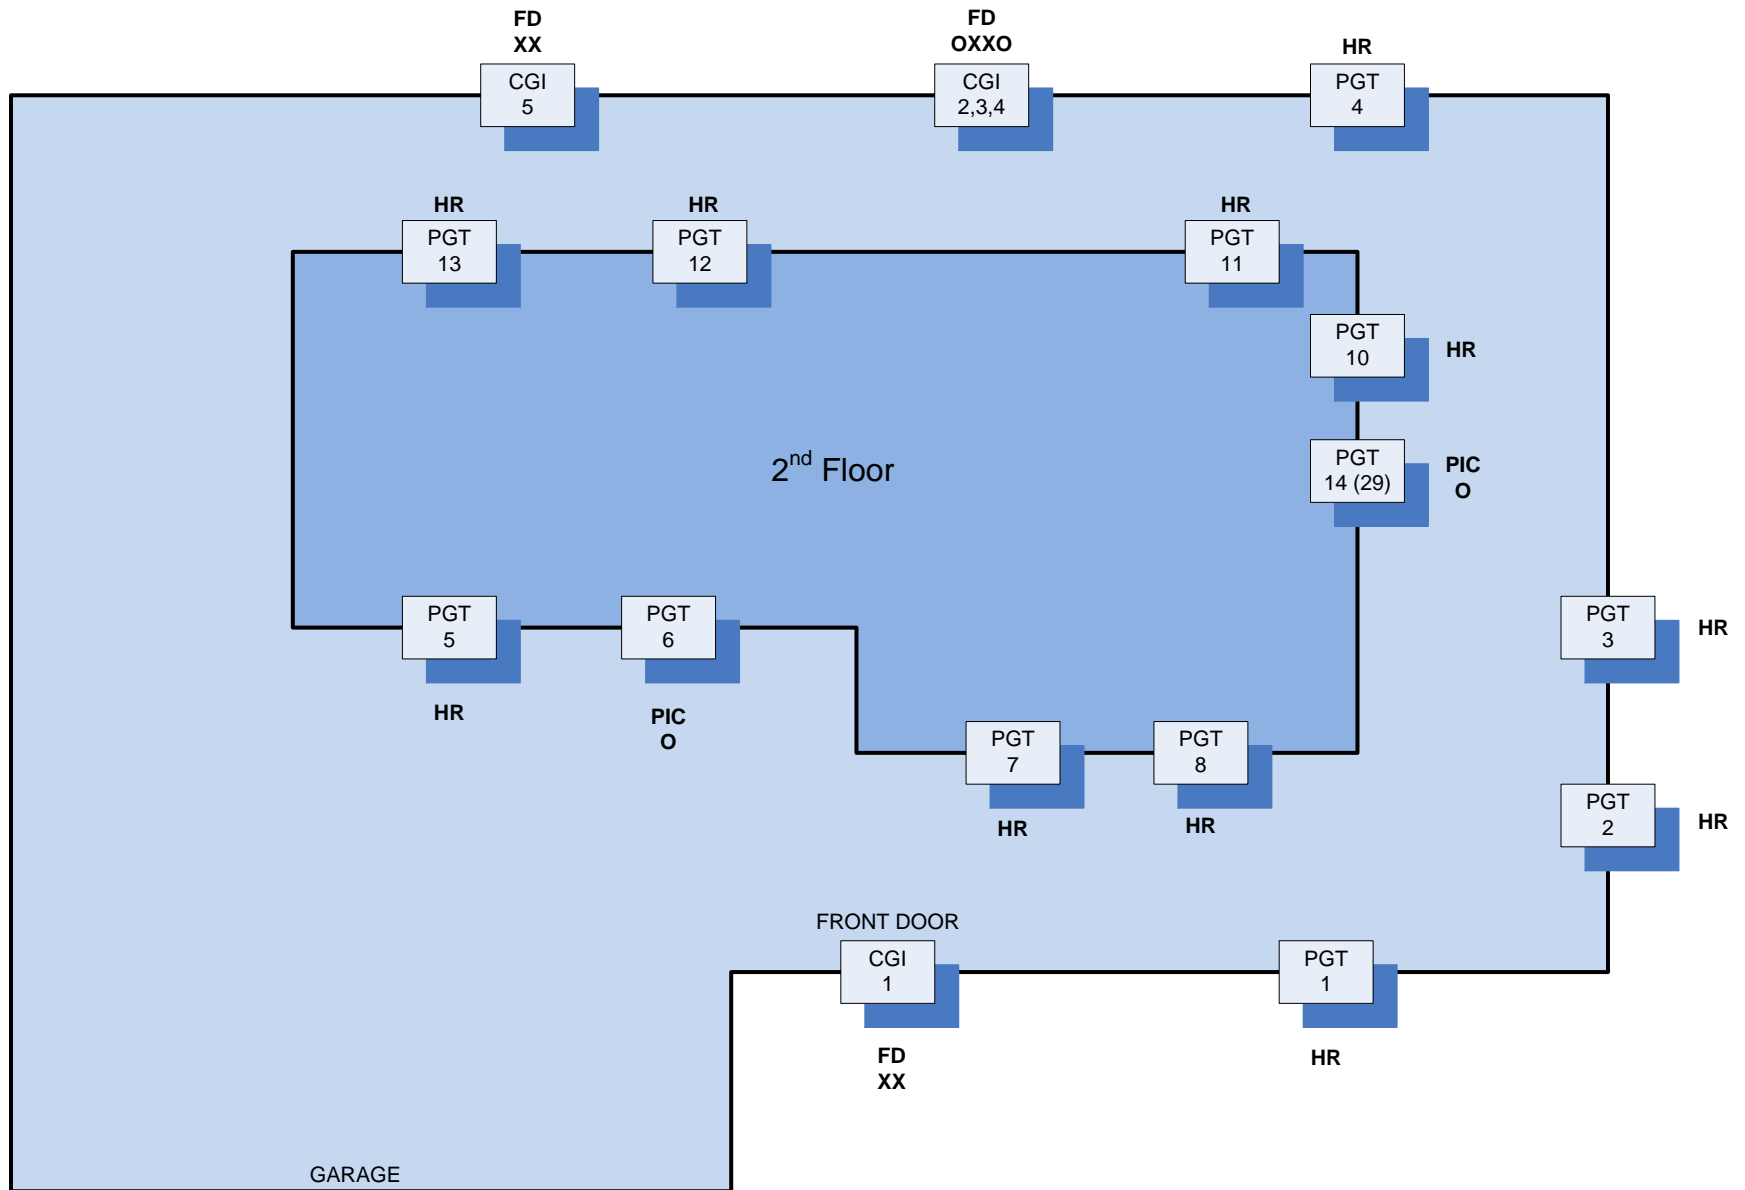 FD
XX
CGI
5
FD
OXXO
CGI
2,3,4
HR
PGT
4
HR
PGT
13
HR
PGT
12
HR
PGT
11
PGT
10
HR
2nd Floor
PGT
14 (29)
PIC
O
PGT
5
HR
PGT
6
PIC
O
PGT
3
HR
PGT
7
HR
PGT
8
HR
PGT
2
HR
FRONT DOOR
CGI
1
FD
XX
PGT
1
HR
GARAGE